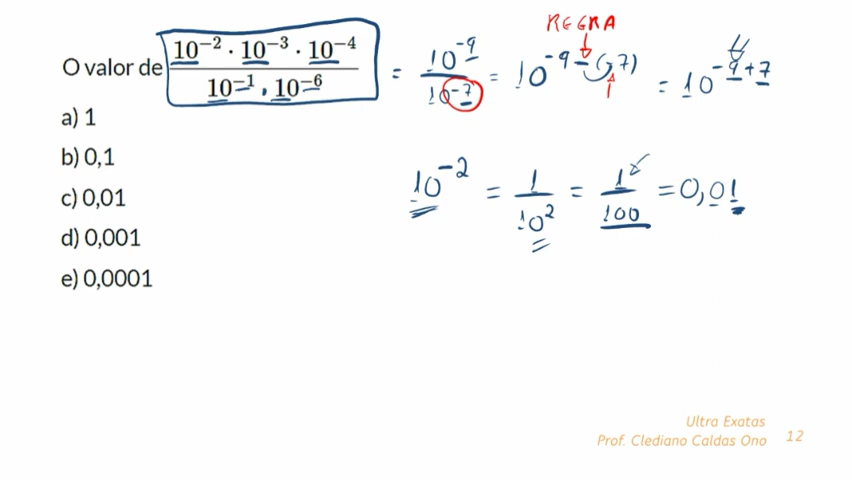 REGRA
O valor de 10⁻² · 10⁻³ · 10⁻⁴ / 10⁻¹ · 10⁻⁶ = 10⁻⁹ / 10⁻⁷ = 10⁻⁹⁻⁽⁻⁷⁾ = 10⁻⁹⁺⁷
a) 1
b) 0,1
10⁻² = 1 / 10² = 1 / 100 = 0,01
c) 0,01
d) 0,001
e) 0,0001
Ultra Exatas
Prof. Clediano Caldas Ono 12